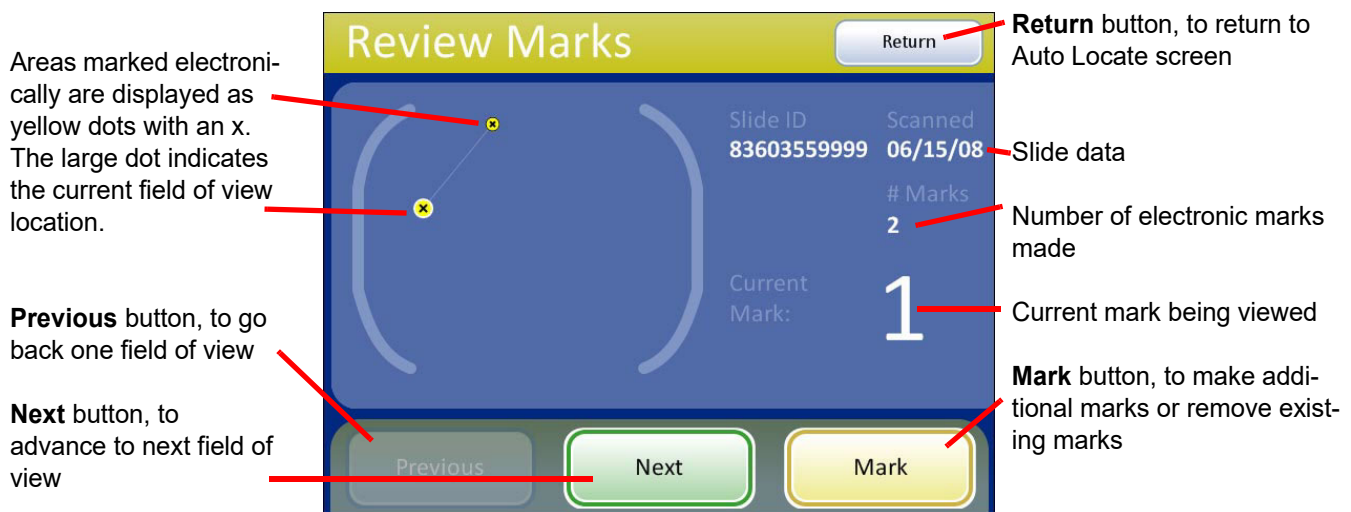 Areas marked electroni-
cally are displayed as
yellow dots with an x.
The large dot indicates
the current field of view
location.
Previous button, to go
back one field of view
Next button, to
advance to next field of
view
Review Marks
Return
Slide ID
Scanned
83603559999
06/15/08
# Marks
2
Current
Mark:
1
Previous
Next
Mark
Return button, to return to
Auto Locate screen
Slide data
Number of electronic marks
made
Current mark being viewed
Mark button, to make addi-
tional marks or remove exist-
ing marks